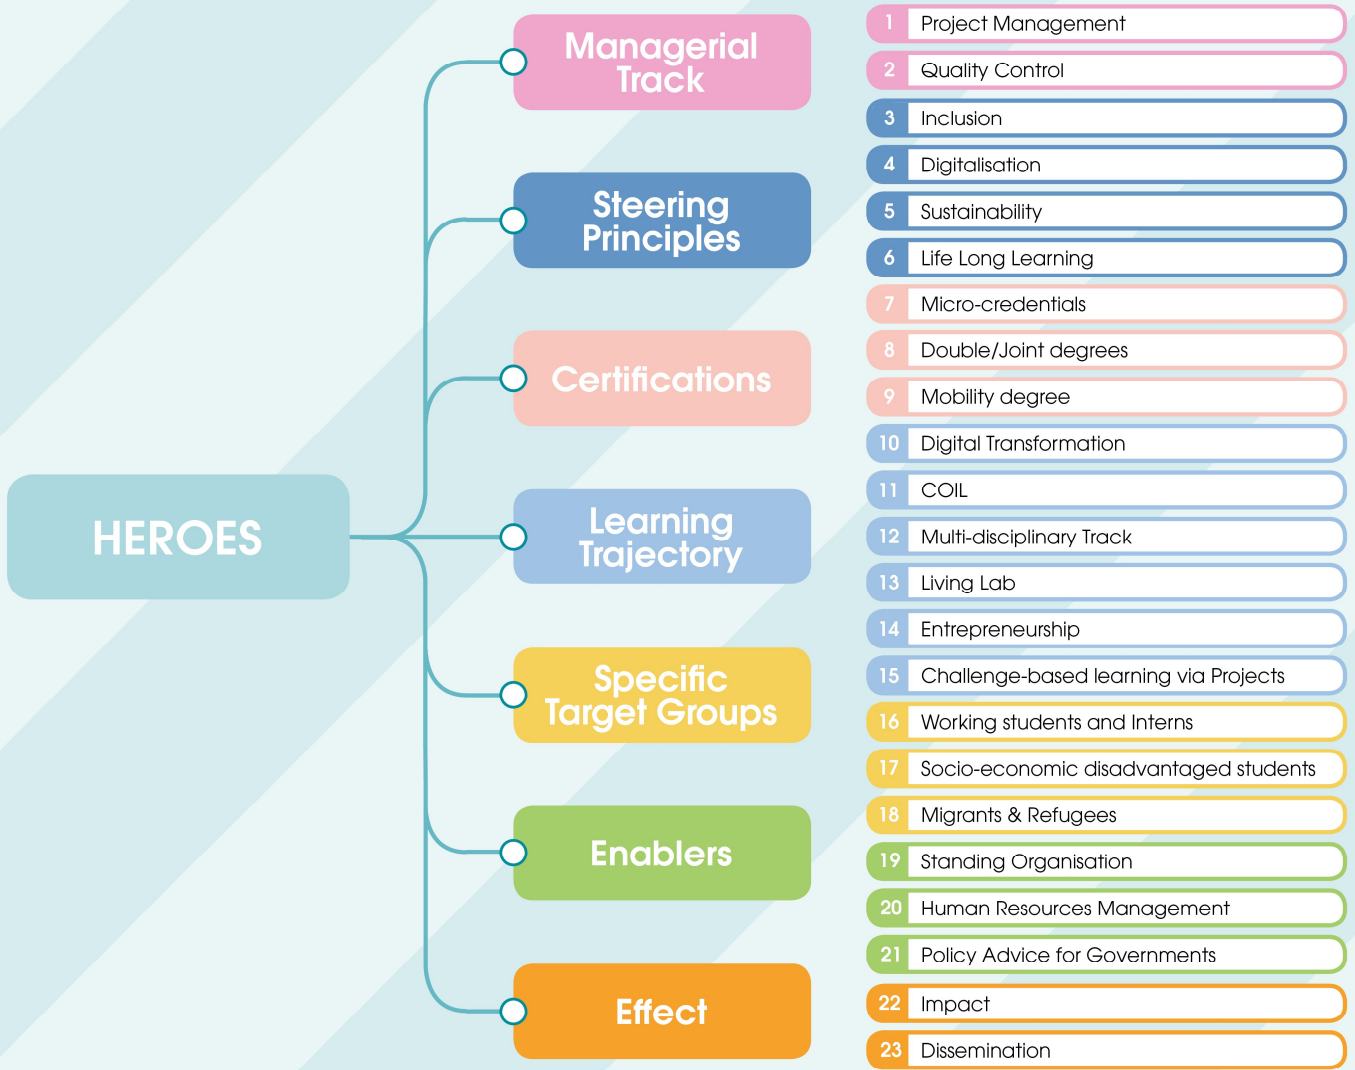 HEROES
Managerial
Track
Steering
Principles
Certifications
Learning
Trajectory
Specific
Target Groups
Enablers
Effect
1 Project Management
2 Quality Control
3 Inclusion
4 Digitalisation
5 Sustainability
6 Life Long Learning
7 Micro-credentials
8 Double/Joint degrees
9 Mobility degree
10 Digital Transformation
11 COIL
12 Multi-disciplinary Track
13 Living Lab
14 Entrepreneurship
15 Challenge-based learning via Projects
16 Working students and Interns
17 Socio-economic disadvantaged students
18 Migrants & Refugees
19 Standing Organisation
20 Human Resources Management
21 Policy Advice for Governments
22 Impact
23 Dissemination